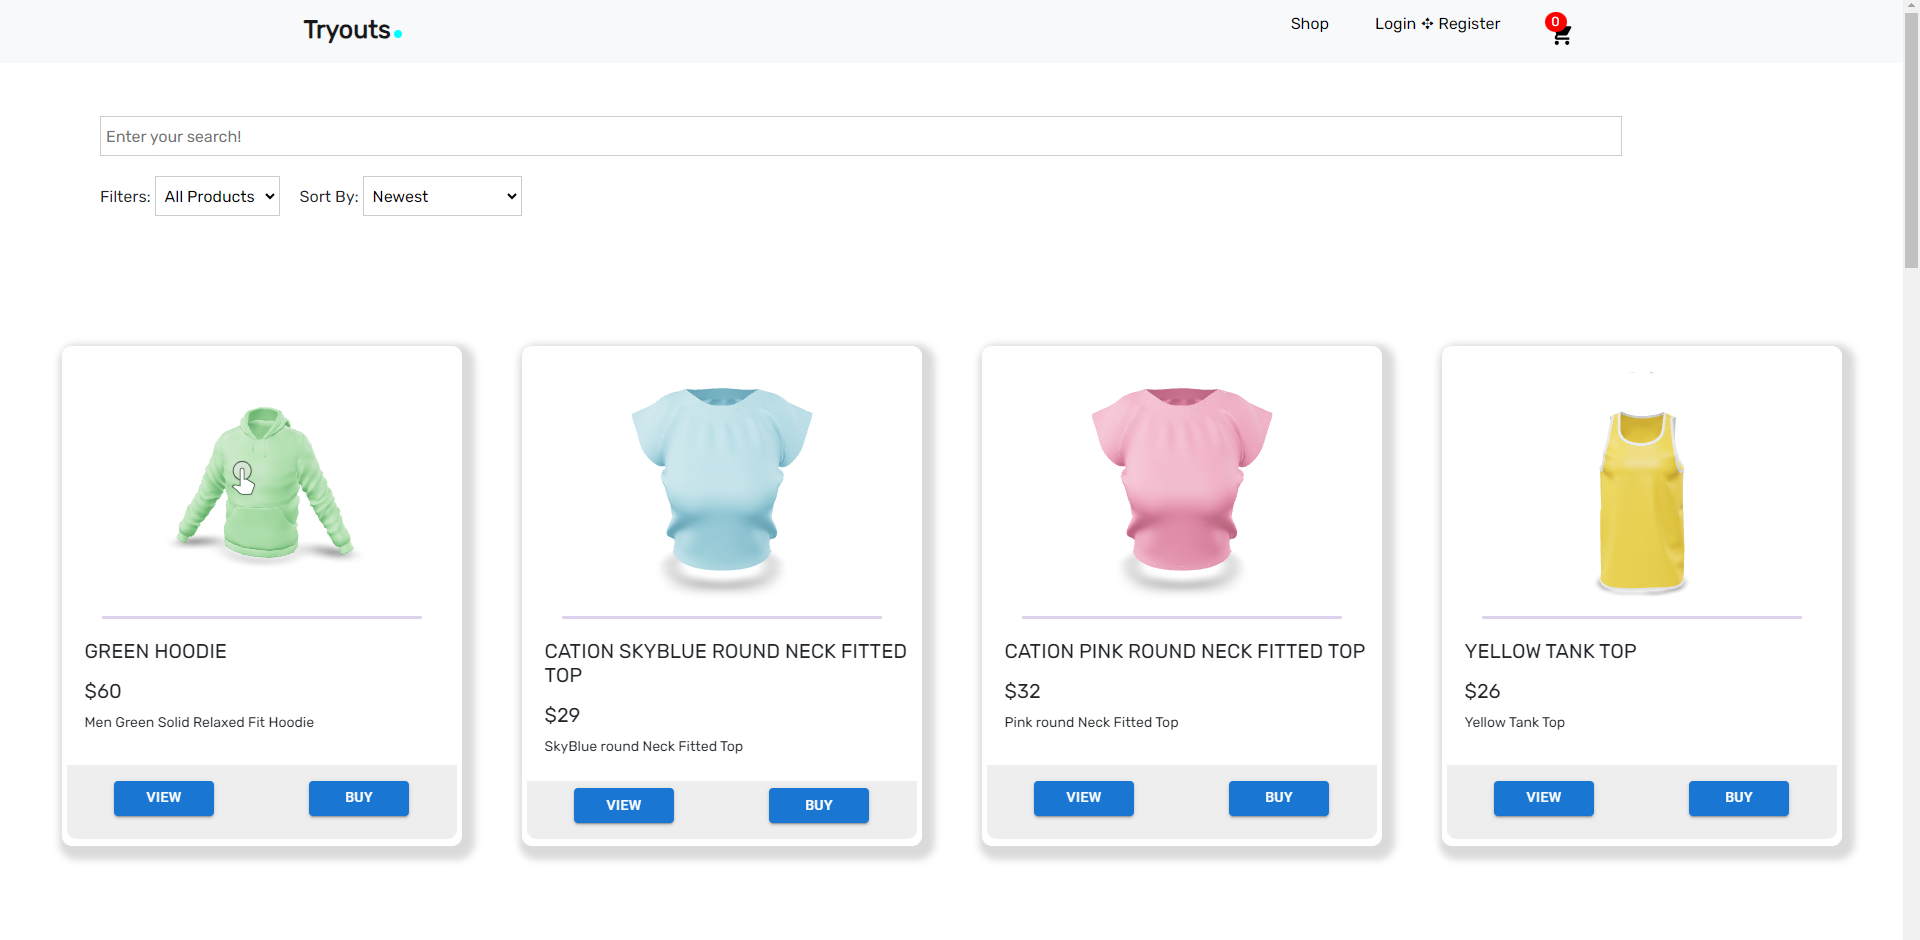 Tryouts
Shop
Login Register
0
Enter your search!
Filters: All Products Sort By: Newest
GREEN HOODIE
$60
Men Green Solid Relaxed Fit Hoodie
VIEW BUY
CATION SKYBLUE ROUND NECK FITTED
TOP
$29
SkyBlue round Neck Fitted Top
VIEW BUY
CATION PINK ROUND NECK FITTED TOP
$32
Pink round Neck Fitted Top
VIEW BUY
YELLOW TANK TOP
$26
Yellow Tank Top
VIEW BUY